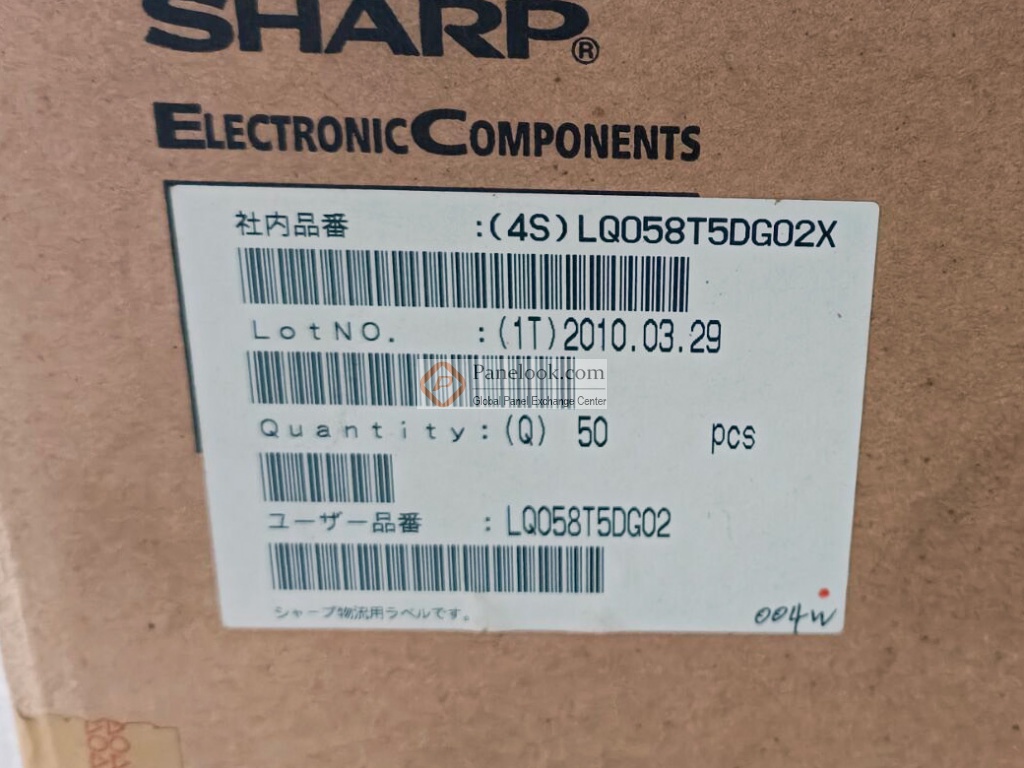 SHARP®
ELECTRONIC COMPONENTS
社内品番 :(4S)LQ058T5DG02X
LotNO. :(1T)2010.03.29
Panelook.com
Global Panel Exchange Center
Quantity:(Q) 50 pcs
ユーザー品番 : LQ058T5DG02
シャープ物流用ラベルです。
004W